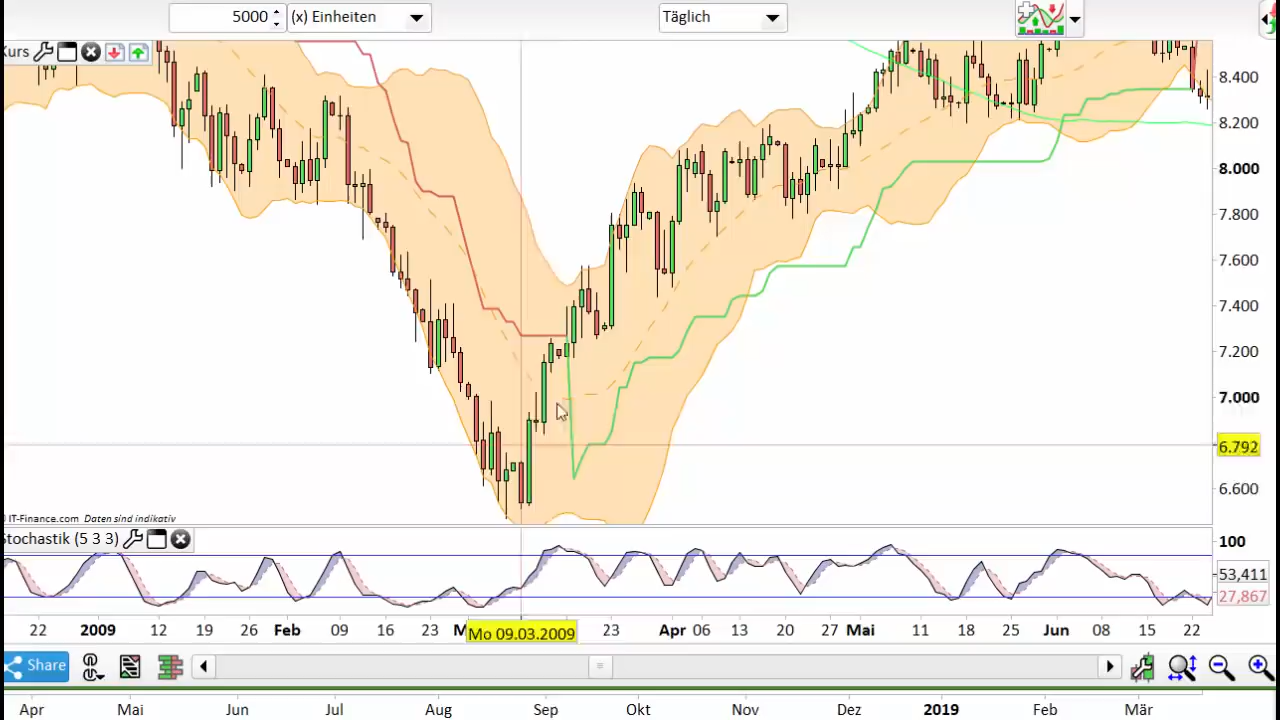 5000 (x) Einheiten Täglich
Kurs
8.400
8.200
8.000
7.800
7.600
7.400
7.200
7.000
6.792
6.600
IT-Finance.com Daten sind indikativ
Stochastik (5 3 3)
100
53,411
27,867
22 2009 12 19 26 Feb 09 16 23 M Mo 09.03.2009 23 Apr 06 13 20 27 Mai 11 18 25 Jun 08 15 22
Share
Apr Mai Jun Jul Aug Sep Okt Nov Dez 2019 Feb Mär